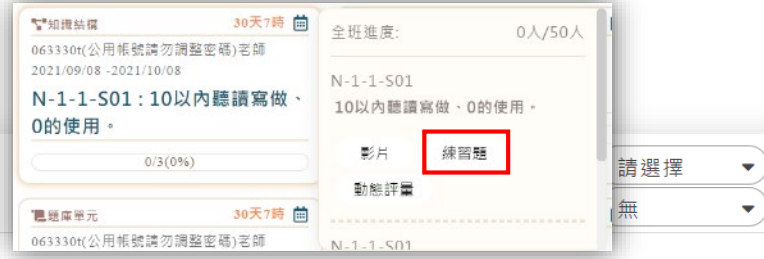 知識結構 30天7時
063330t(公用帳號請勿調整密碼)老師
2021/09/08 -2021/10/08
N-1-1-S01：10以內聽讀寫做、
0的使用。
0/3(0%)
題庫單元 30天7時
063330t(公用帳號請勿調整密碼)老師
全班進度: 0人/50人
N-1-1-S01
10以內聽讀寫做、0的使用。
影片 練習題
動態評量
N-1-1-S01
請選擇
無